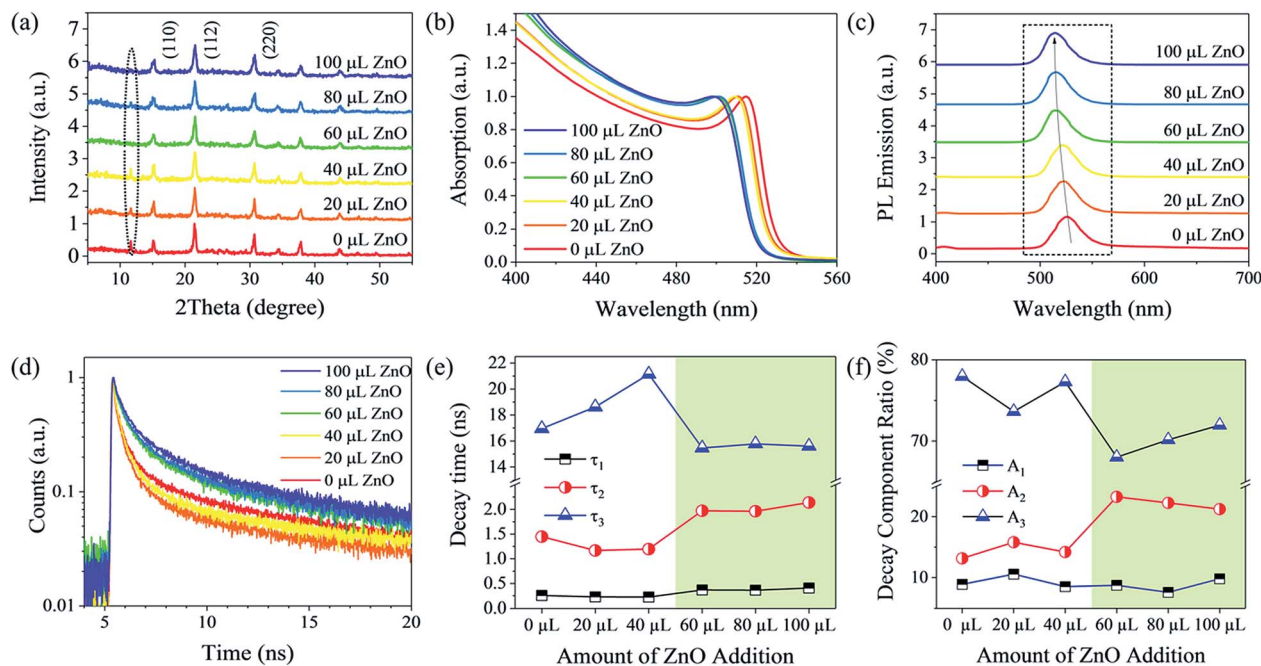 (a)
(110)
(112)
(220)
100 µL ZnO
80 µL ZnO
60 µL ZnO
40 µL ZnO
20 µL ZnO
0 µL ZnO
7
6
5
4
3
2
1
0
10 20 30 40 50
Intensity (a.u.)
2Theta (degree)
(b)
1.4
1.2
1.0
0.8
0.6
0.4
0.2
0.0
100 µL ZnO
80 µL ZnO
60 µL ZnO
40 µL ZnO
20 µL ZnO
0 µL ZnO
400 440 480 520 560
Absorption (a.u.)
Wavelength (nm)
(c)
7
6
5
4
3
2
1
0
100 µL ZnO
80 µL ZnO
60 µL ZnO
40 µL ZnO
20 µL ZnO
0 µL ZnO
400 500 600 700
PL Emission (a.u.)
Wavelength (nm)
(d)
1
0.1
0.01
100 µL ZnO
80 µL ZnO
60 µL ZnO
40 µL ZnO
20 µL ZnO
0 µL ZnO
5 10 15 20
Counts (a.u.)
Time (ns)
(e)
22
20
18
16
14
2.0
1.5
1.0
0.5
0.0
τ1
τ2
τ3
0 µL 20 µL 40 µL 60 µL 80 µL 100 µL
Decay time (ns)
Amount of ZnO Addition
(f)
80
70
20
10
A1
A2
A3
0 µL 20 µL 40 µL 60 µL 80 µL 100 µL
Decay Component Ratio (%)
Amount of ZnO Addition